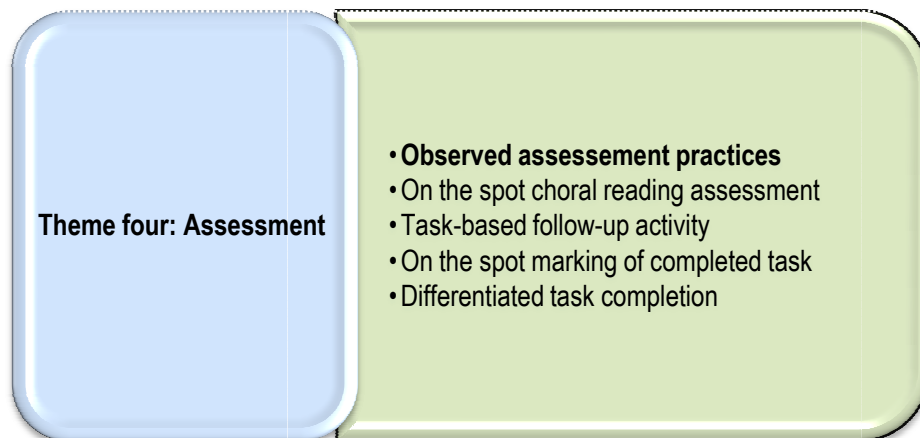 Theme four: Assessment
•Observed assessement practices
•On the spot choral reading assessment
•Task-based follow-up activity
•On the spot marking of completed task
•Differentiated task completion